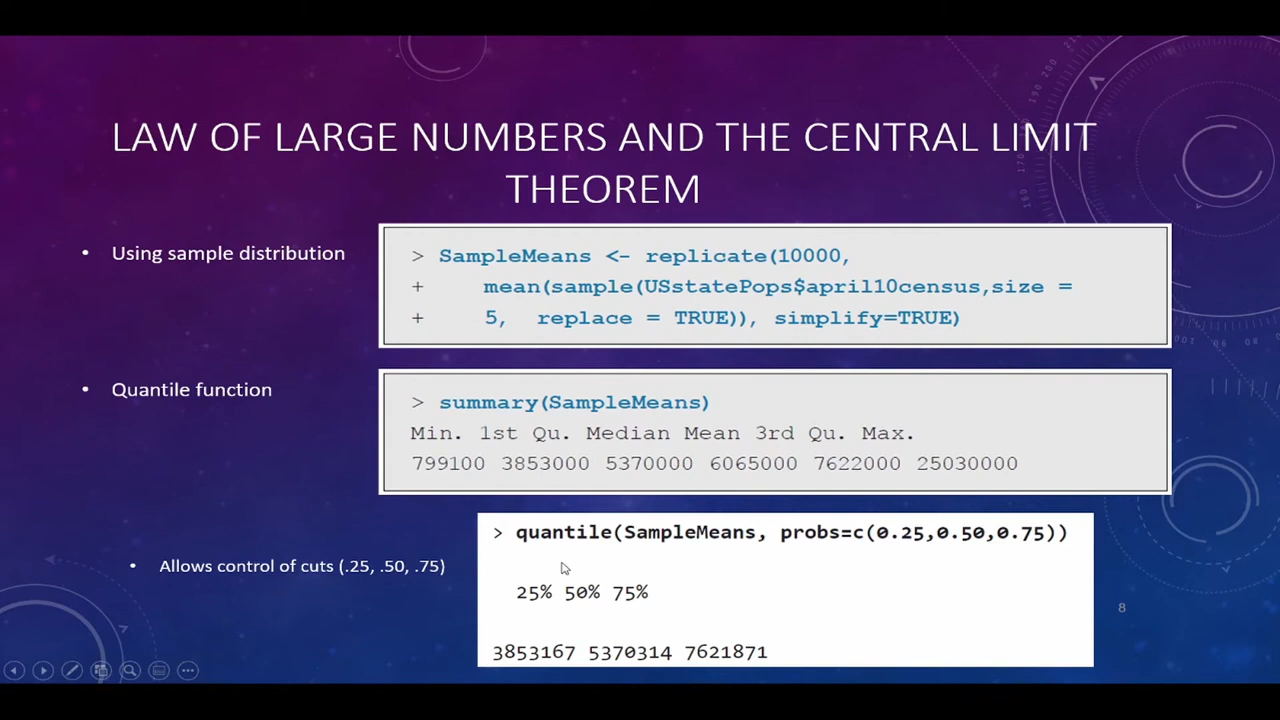 LAW OF LARGE NUMBERS AND THE CENTRAL LIMIT
THEOREM
• Using sample distribution
> SampleMeans <- replicate(10000,
+ mean(sample(USstatePops$april10census,size =
+ 5, replace = TRUE)), simplify=TRUE)
• Quantile function
> summary(SampleMeans)
Min. 1st Qu. Median Mean 3rd Qu. Max.
799100 3853000 5370000 6065000 7622000 25030000
• Allows control of cuts (.25, .50, .75)
> quantile(SampleMeans, probs=c(0.25,0.50,0.75))
25% 50% 75%
3853167 5370314 7621871
8